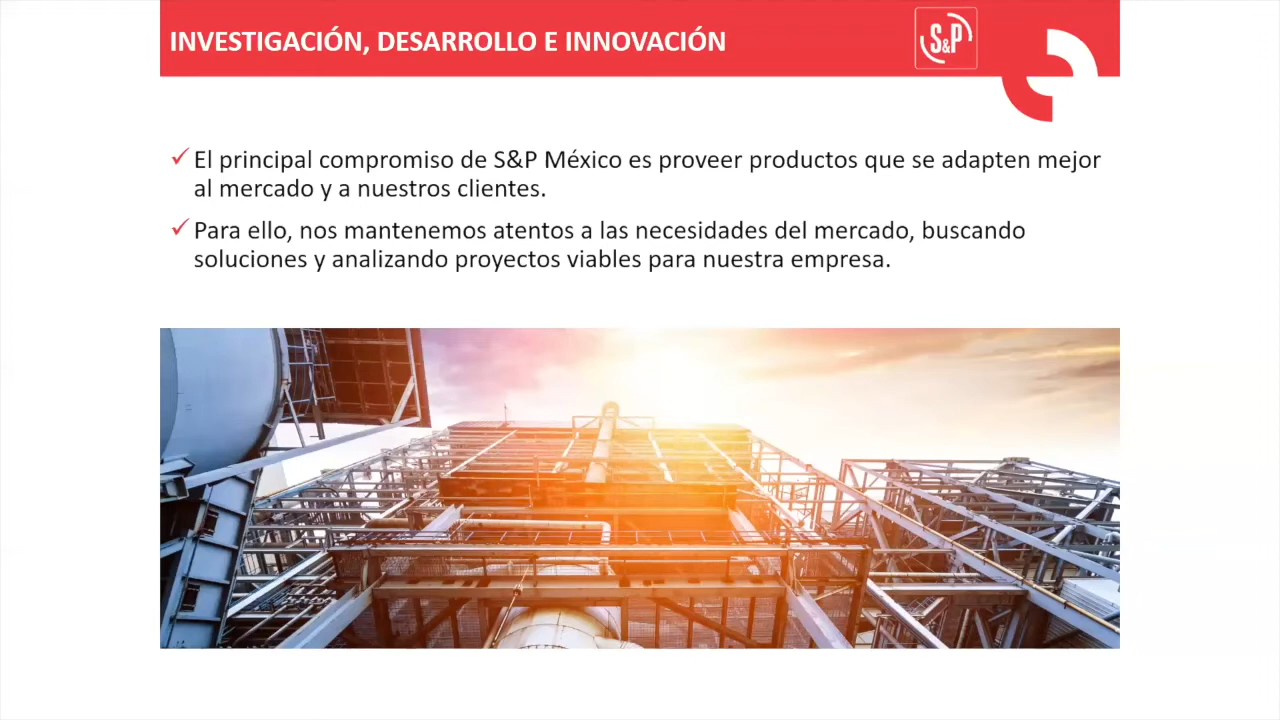 INVESTIGACIÓN, DESARROLLO E INNOVACIÓN
S&P
✓ El principal compromiso de S&P México es proveer productos que se adapten mejor
al mercado y a nuestros clientes.
✓ Para ello, nos mantenemos atentos a las necesidades del mercado, buscando
soluciones y analizando proyectos viables para nuestra empresa.